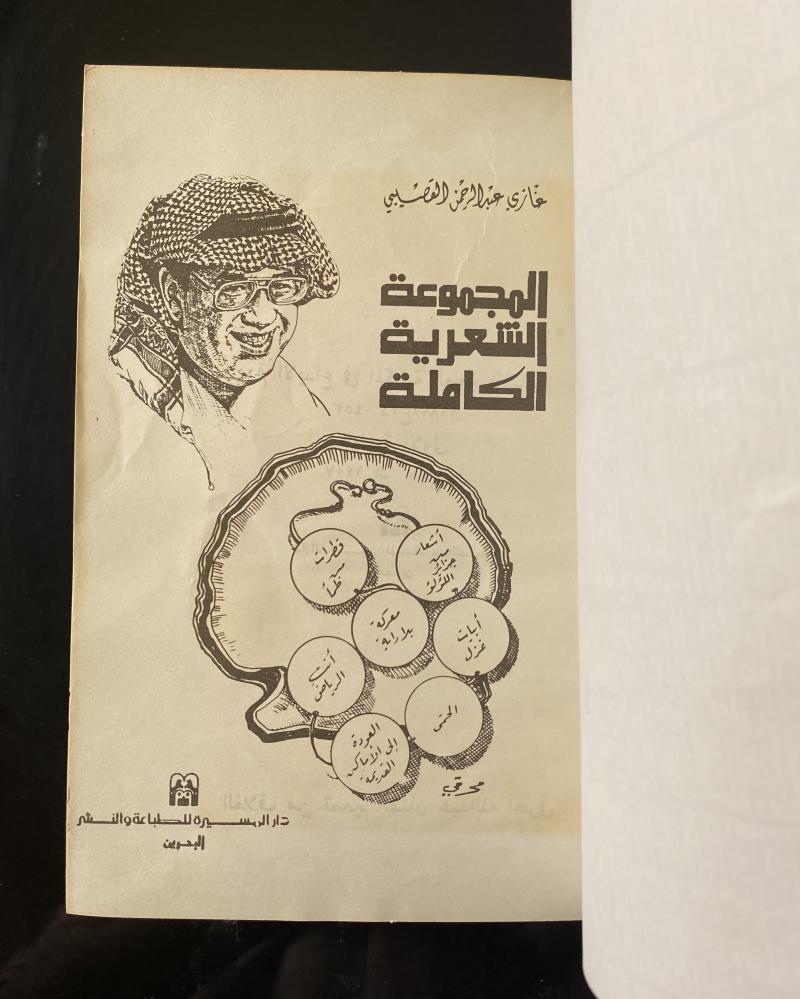 غازي عبدالرحمن القصيبي
المجموعة
الشعرية
الكاملة
أشعار
من
جزائر
اللؤلؤ
قطرات
من
ظمأ
معركة
بلا راية
أبيات
غزل
أنت
الرياض
الحمى
العودة
إلى الأماكن
القديمة
محرقي
دار المسيرة للطباعة والنشر
البحرين